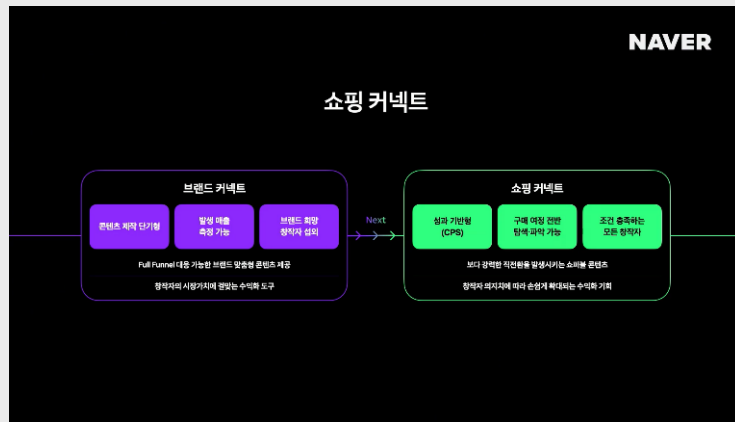 NAVER
쇼핑 커넥트
브랜드 커넥트
콘텐츠 제작 단기형
발생 매출
측정 가능
브랜드 희망
창작자 섭외
Full Funnel 대응 가능한 브랜드 맞춤형 콘텐츠 제공
창작자의 시장가치에 걸맞는 수익화 도구
Next
쇼핑 커넥트
성과 기반형
(CPS)
구매 여정 전반
탐색·파악 가능
조건 충족하는
모든 창작자
보다 강력한 직전환을 발생시키는 쇼퍼블 콘텐츠
창작자 의지치에 따라 손쉽게 확대되는 수익화 기회